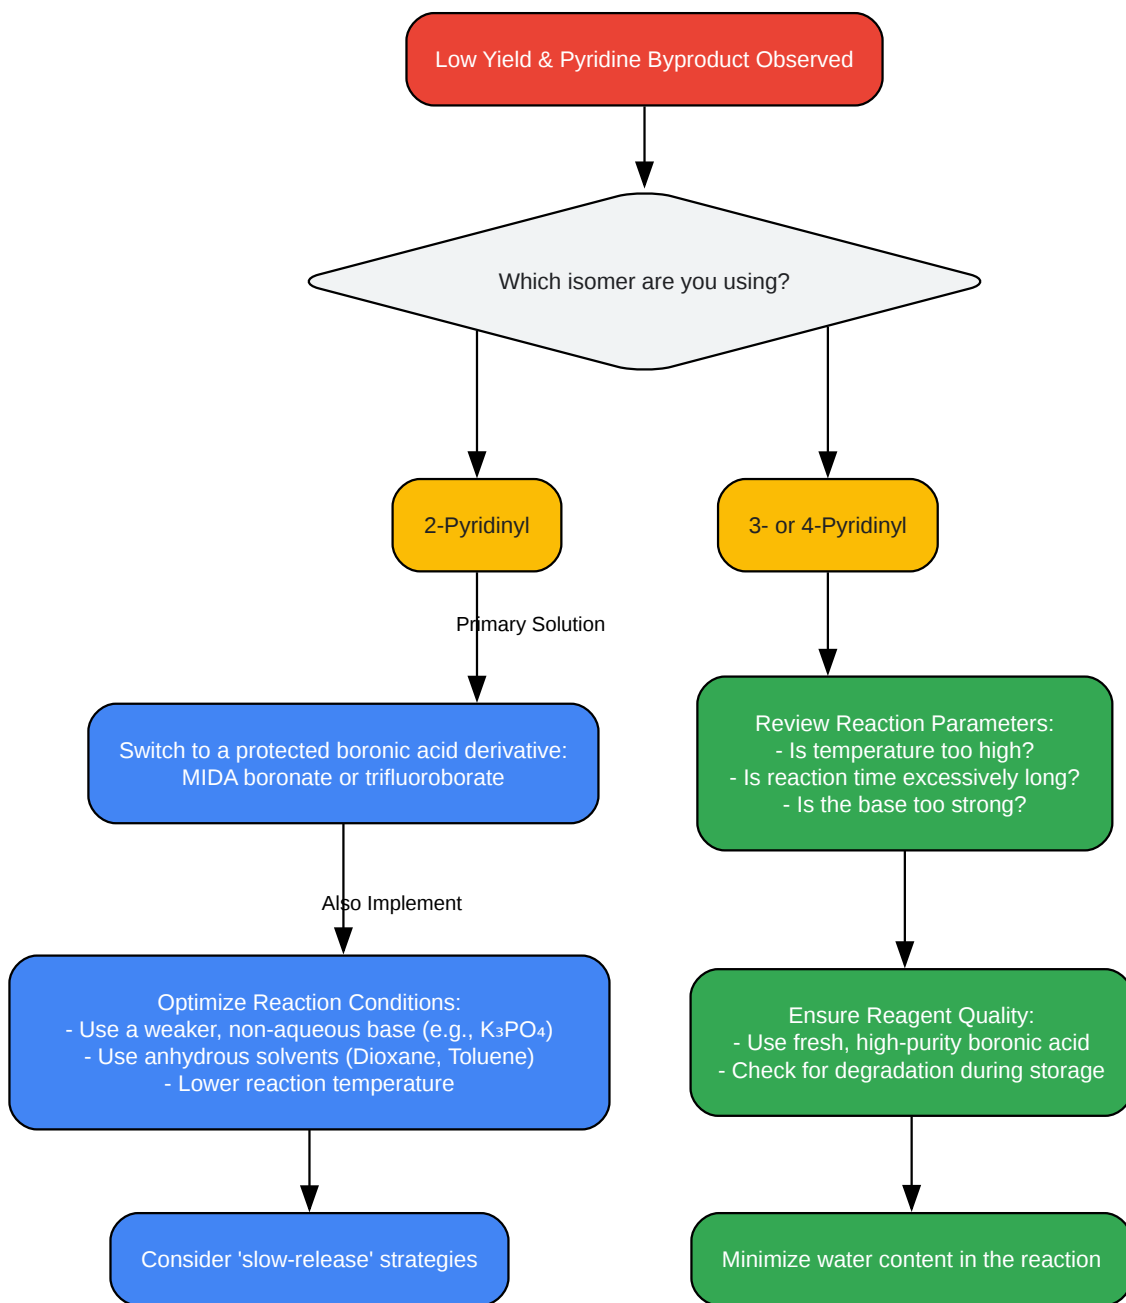 Low Yield & Pyridine Byproduct Observed
Which isomer are you using?
2-Pyridinyl
3- or 4-Pyridinyl
Primary Solution
Switch to a protected boronic acid derivative:
MIDA boronate or trifluoroborate
Review Reaction Parameters:
- Is temperature too high?
- Is reaction time excessively long?
- Is the base too strong?
Also Implement
Optimize Reaction Conditions:
- Use a weaker, non-aqueous base (e.g., K₃PO₄)
- Use anhydrous solvents (Dioxane, Toluene)
- Lower reaction temperature
Ensure Reagent Quality:
- Use fresh, high-purity boronic acid
- Check for degradation during storage
Consider 'slow-release' strategies
Minimize water content in the reaction